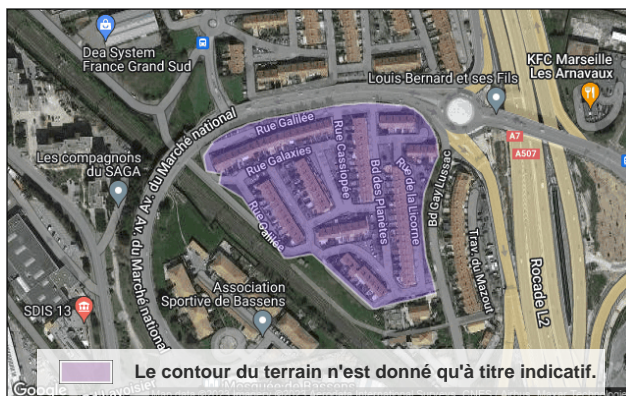 Dea System
France Grand Sud
KFC Marseille
Les Arnavaux
Louis Bernard et ses Fils
A7
A507
Av. du Marché national
Rue Galilée
Rue Cassiopée
Rue Galaxies
Bd des Planètes
Rue de la Licorne
Bd Gay Lussac
Les compagnons
du SAGA
Rue Galilée
Av. du Marché national
Trav. du Mazout
Rocade L2
Association
Sportive de Bassens
SDIS 13
Le contour du terrain n'est donné qu'à titre indicatif.
Google